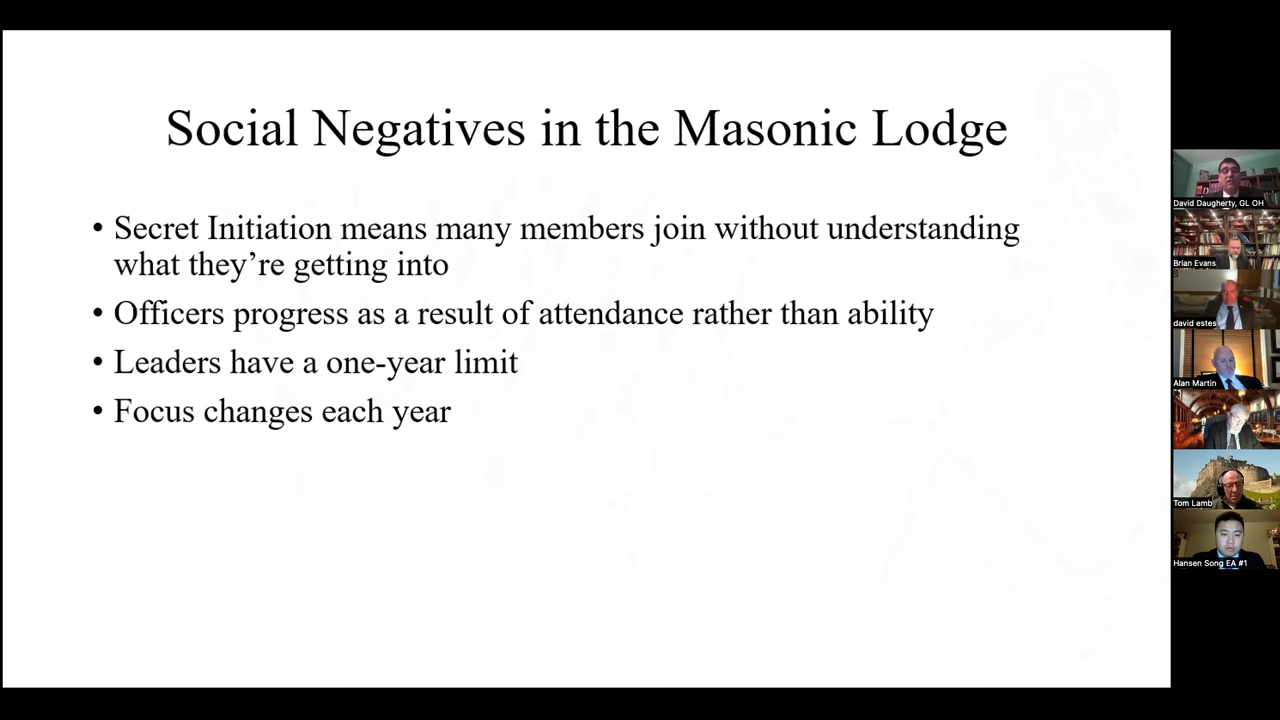 Social Negatives in the Masonic Lodge
• Secret Initiation means many members join without understanding
what they’re getting into
• Officers progress as a result of attendance rather than ability
• Leaders have a one-year limit
• Focus changes each year
David Daugherty, GL OH
Brian Evans
david estes
Alan Martin
Tom Lamb
Hansen Song EA #1